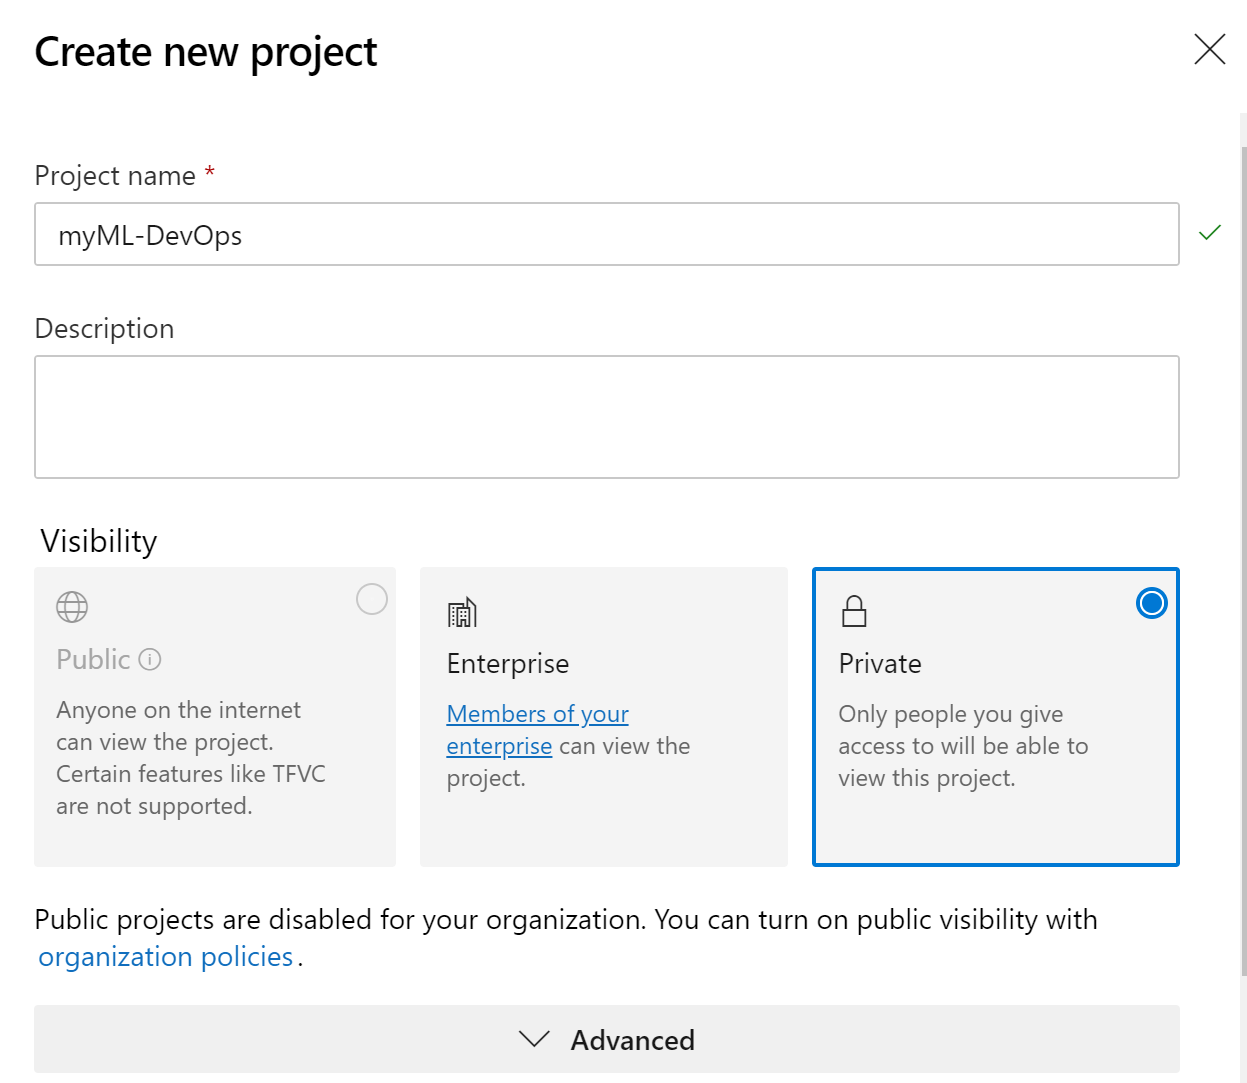 Create new project
Project name *
myML-DevOps
Description
Visibility
Public
Anyone on the internet
can view the project.
Certain features like TFVC
are not supported.
Enterprise
Members of your
enterprise can view the
project.
Private
Only people you give
access to will be able to
view this project.
Public projects are disabled for your organization. You can turn on public visibility with
organization policies.
Advanced